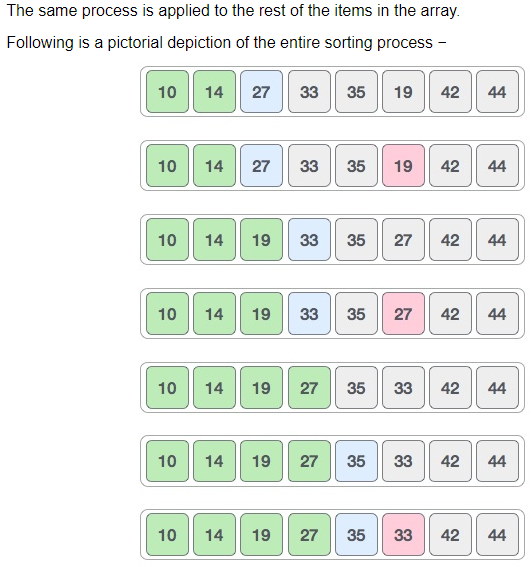 The same process is applied to the rest of the items in the array.
Following is a pictorial depiction of the entire sorting process −
10 14 27 33 35 19 42 44
10 14 27 33 35 19 42 44
10 14 19 33 35 27 42 44
10 14 19 33 35 27 42 44
10 14 19 27 35 33 42 44
10 14 19 27 35 33 42 44
10 14 19 27 35 33 42 44